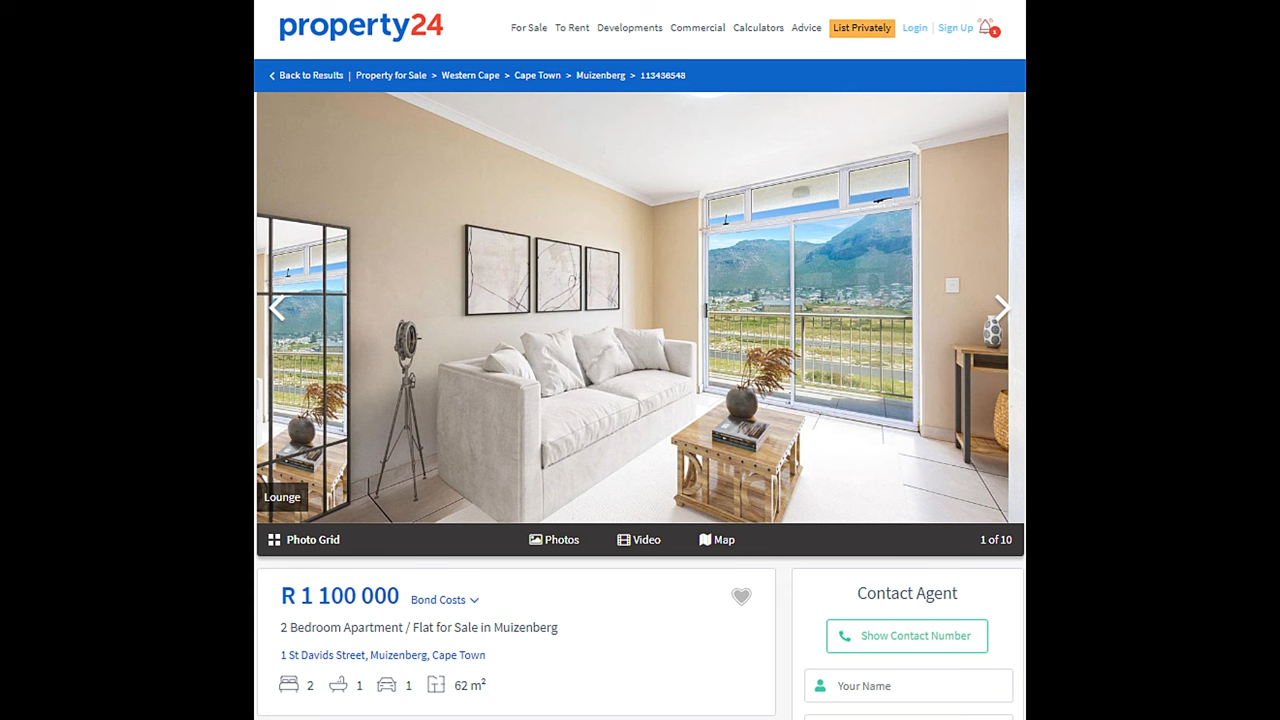 property24
For Sale To Rent Developments Commercial Calculators Advice List Privately Login | Sign Up
Back to Results | Property for Sale > Western Cape > Cape Town > Muizenberg > 113436548
Lounge
Photo Grid Photos Video Map 1 of 10
R 1 100 000 Bond Costs
2 Bedroom Apartment / Flat for Sale in Muizenberg
1 St Davids Street, Muizenberg, Cape Town
2 1 1 62 m²
Contact Agent
Show Contact Number
Your Name